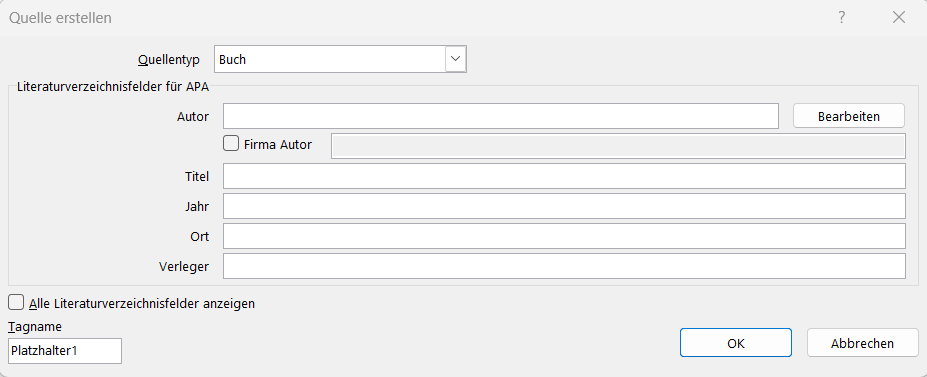 Quelle erstellen ?
Quellentyp Buch
Literaturverzeichnisfelder für APA
Autor Bearbeiten
Firma Autor
Titel
Jahr
Ort
Verleger
Alle Literaturverzeichnisfelder anzeigen
Tagname
Platzhalter1 OK Abbrechen